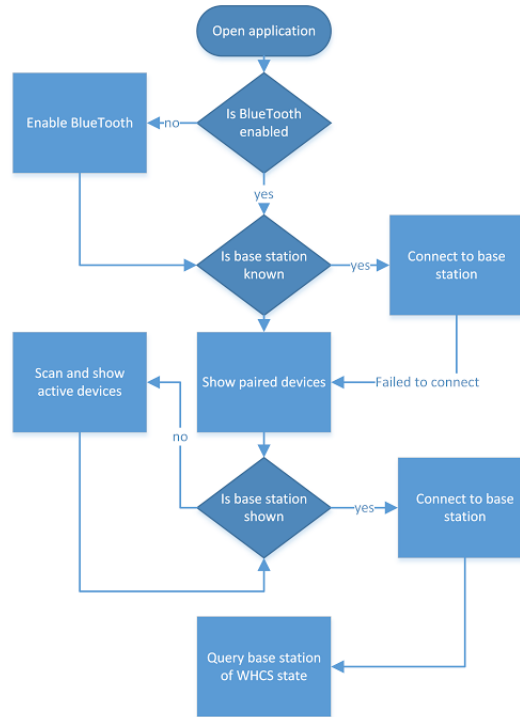 Open application
Is BlueTooth
enabled
no
Enable BlueTooth
yes
Is base station
known
yes
Connect to base
station
Scan and show
active devices
Show paired devices
Failed to connect
no
Is base station
shown
yes
Connect to base
station
Query base station
of WHCS state